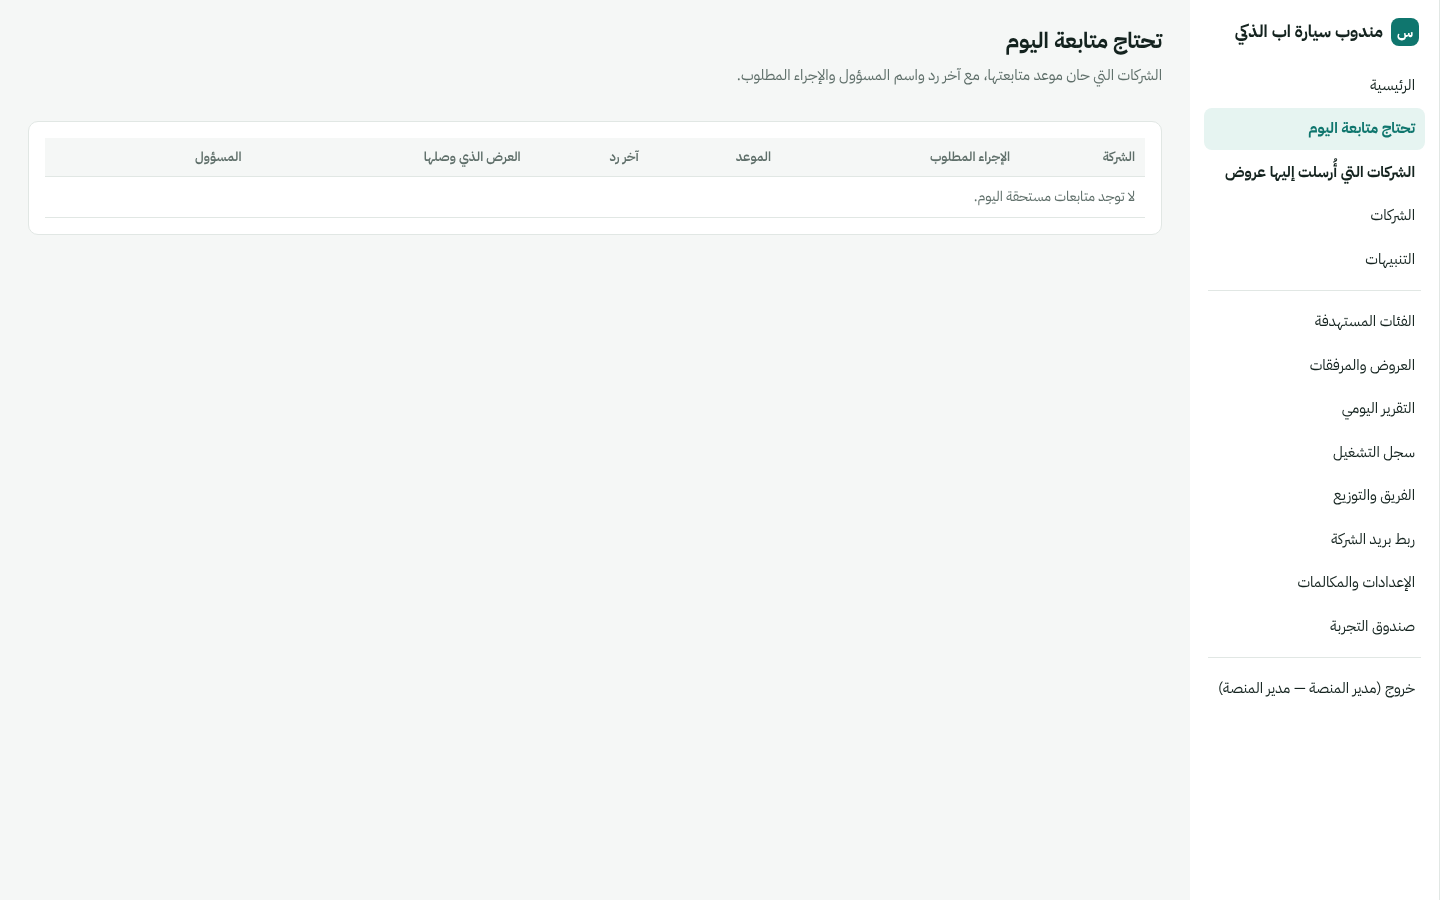 س
مندوب سيارة اب الذكي
الرئيسية
تحتاج متابعة اليوم
الشركات التي أُرسلت إليها عروض
الشركات
التنبيهات
الفئات المستهدفة
العروض والمرفقات
التقرير اليومي
سجل التشغيل
الفريق والتوزيع
ربط بريد الشركة
الإعدادات والمكالمات
صندوق التجربة
خروج (مدير المنصة — مدير المنصة)
تحتاج متابعة اليوم
الشركات التي حان موعد متابعتها، مع آخر رد واسم المسؤول والإجراء المطلوب.
الشركة الإجراء المطلوب الموعد آخر رد العرض الذي وصلها المسؤول
لا توجد متابعات مستحقة اليوم.